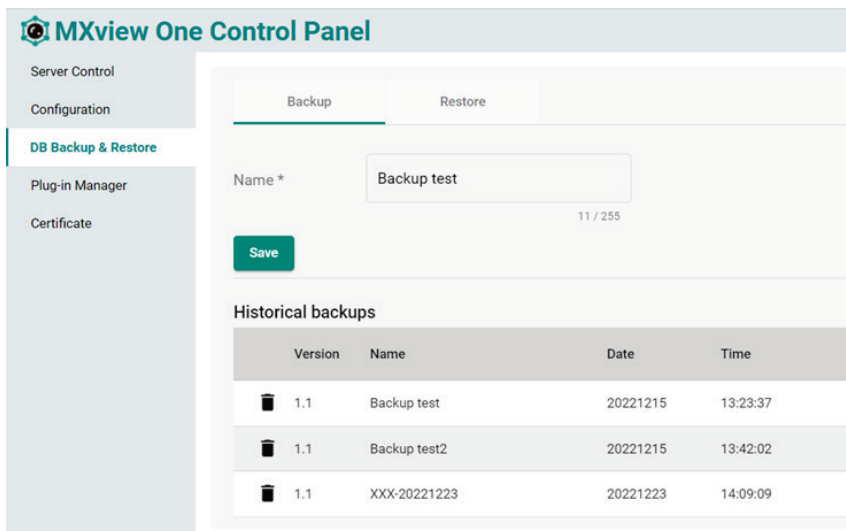 MXview One Control Panel
Server Control
Configuration
DB Backup & Restore
Plug-in Manager
Certificate
Backup Restore
Name * Backup test
11 / 255
Save
Historical backups
Version Name Date Time
1.1 Backup test 20221215 13:23:37
1.1 Backup test2 20221215 13:42:02
1.1 XXX-20221223 20221223 14:09:09